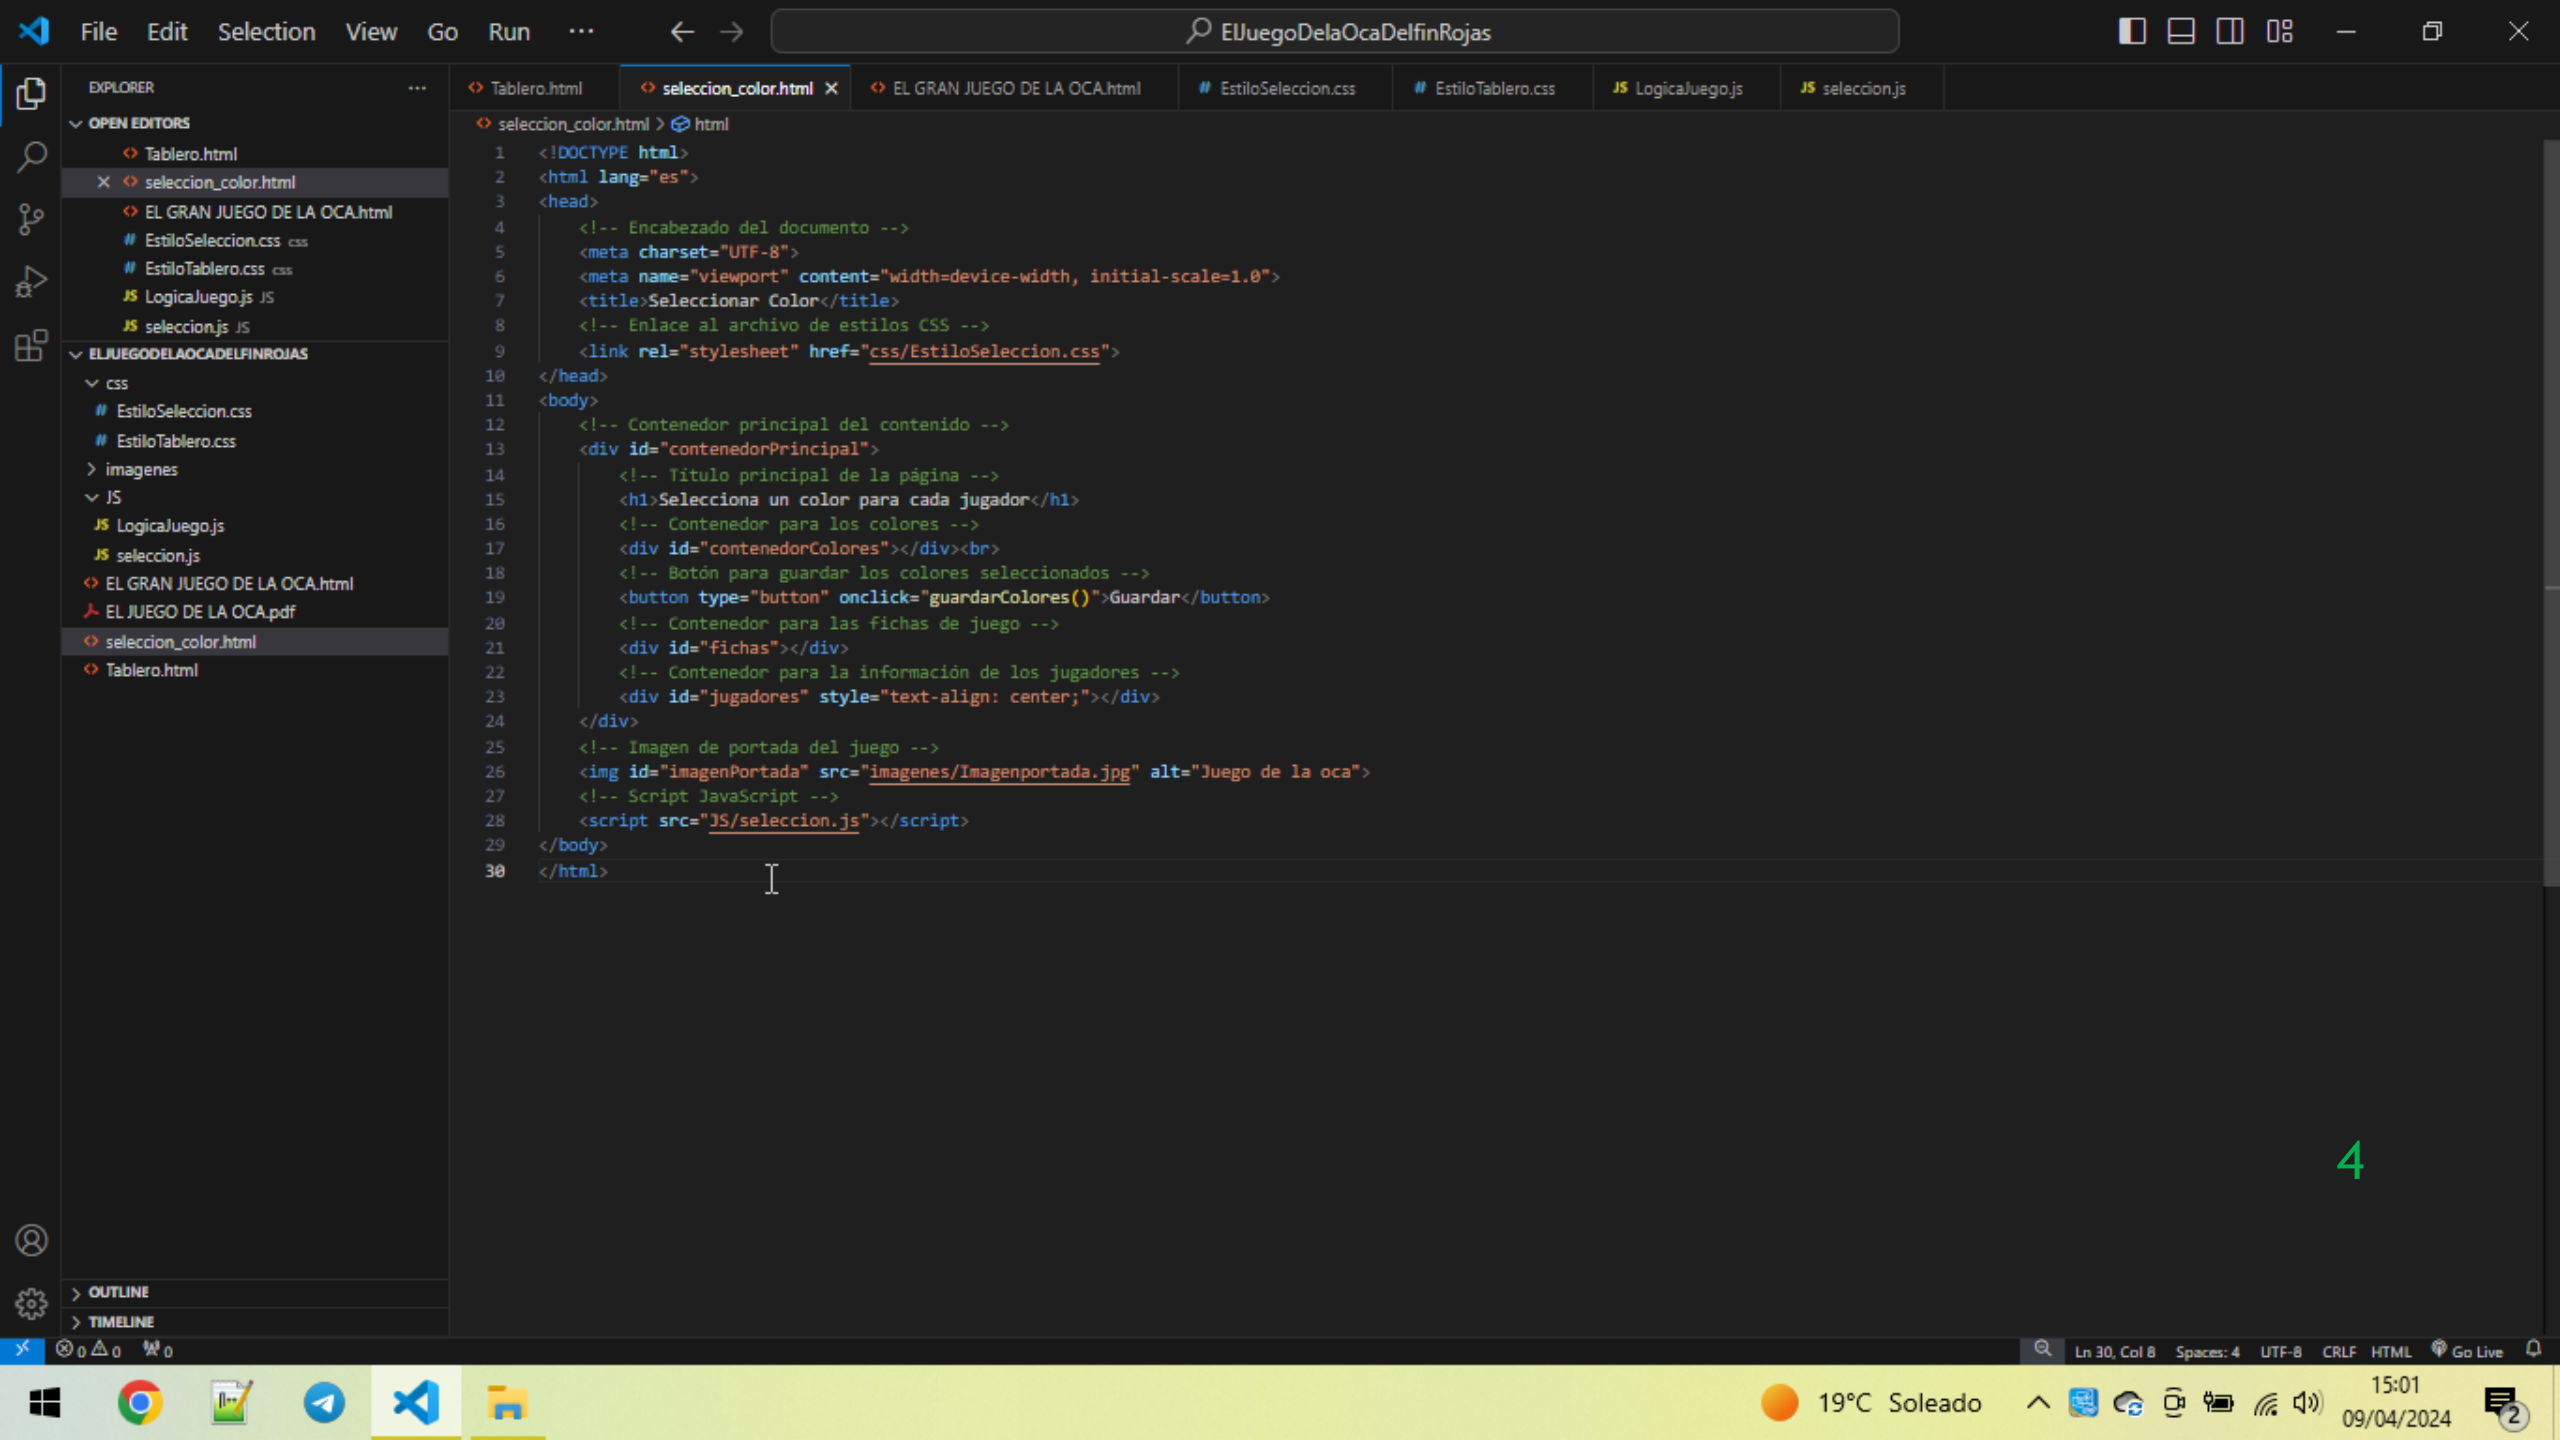 File Edit Selection View Go Run ···
ElJuegoDelaOcaDelfinRojas
EXPLORER
OPEN EDITORS
Tablero.html
seleccion_color.html
EL GRAN JUEGO DE LA OCA.html
EstiloSeleccion.css css
EstiloTablero.css css
LogicaJuego.js JS
seleccion.js JS
ELJUEGODELAOCADELFINROJAS
css
EstiloSeleccion.css
EstiloTablero.css
imagenes
JS
LogicaJuego.js
seleccion.js
EL GRAN JUEGO DE LA OCA.html
EL JUEGO DE LA OCA.pdf
seleccion_color.html
Tablero.html
OUTLINE
TIMELINE
Tablero.html seleccion_color.html EL GRAN JUEGO DE LA OCA.html EstiloSeleccion.css EstiloTablero.css LogicaJuego.js seleccion.js
seleccion_color.html > html
1 <!DOCTYPE html>
2 <html lang="es">
3 <head>
4 <!-- Encabezado del documento -->
5 <meta charset="UTF-8">
6 <meta name="viewport" content="width=device-width, initial-scale=1.0">
7 <title>Seleccionar Color</title>
8 <!-- Enlace al archivo de estilos CSS -->
9 <link rel="stylesheet" href="css/EstiloSeleccion.css">
10 </head>
11 <body>
12 <!-- Contenedor principal del contenido -->
13 <div id="contenedorPrincipal">
14 <!-- Título principal de la página -->
15 <h1>Selecciona un color para cada jugador</h1>
16 <!-- Contenedor para los colores -->
17 <div id="contenedorColores"></div><br>
18 <!-- Botón para guardar los colores seleccionados -->
19 <button type="button" onclick="guardarColores()">Guardar</button>
20 <!-- Contenedor para las fichas de juego -->
21 <div id="fichas"></div>
22 <!-- Contenedor para la información de los jugadores -->
23 <div id="jugadores" style="text-align: center;"></div>
24 </div>
25 <!-- Imagen de portada del juego -->
26 <img id="imagenPortada" src="imagenes/Imagenportada.jpg" alt="Juego de la oca">
27 <!-- Script JavaScript -->
28 <script src="JS/seleccion.js"></script>
29 </body>
30 </html>
4
0 0 0
Ln 30, Col 8 Spaces: 4 UTF-8 CRLF HTML Go Live
19°C Soleado
15:01
09/04/2024
2